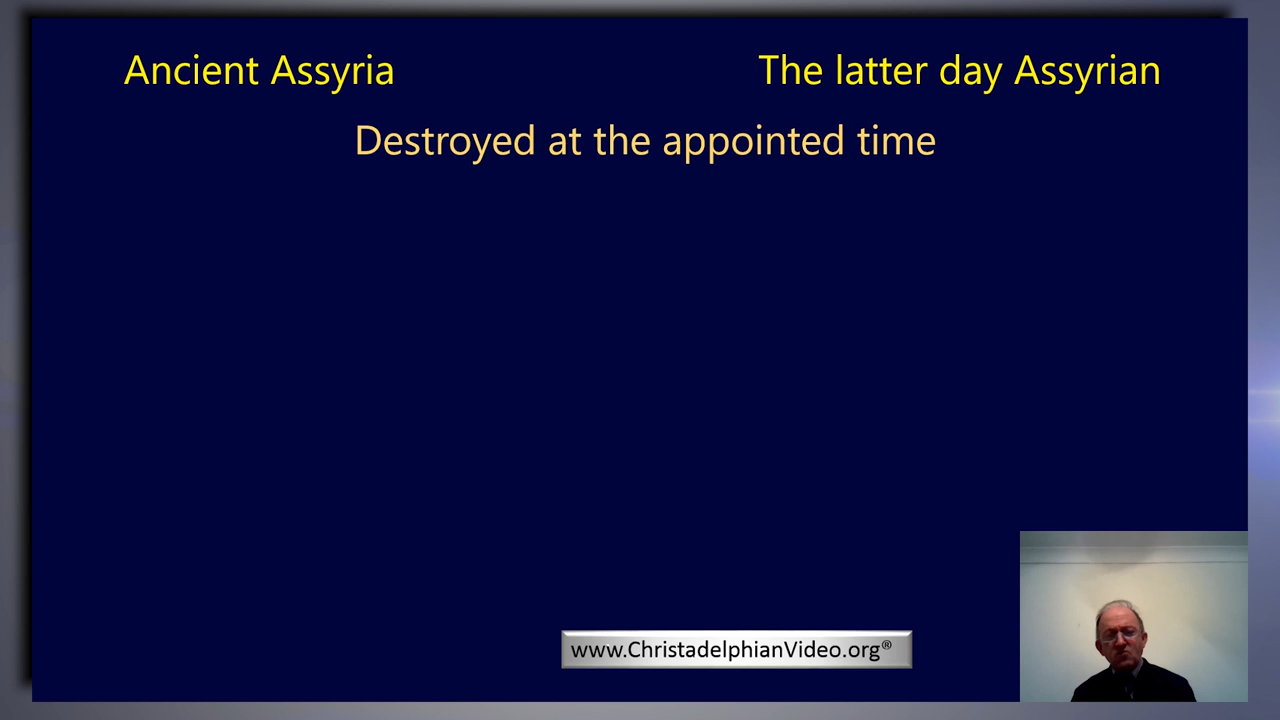 Ancient Assyria
The latter day Assyrian
Destroyed at the appointed time
www.ChristadelphianVideo.org®